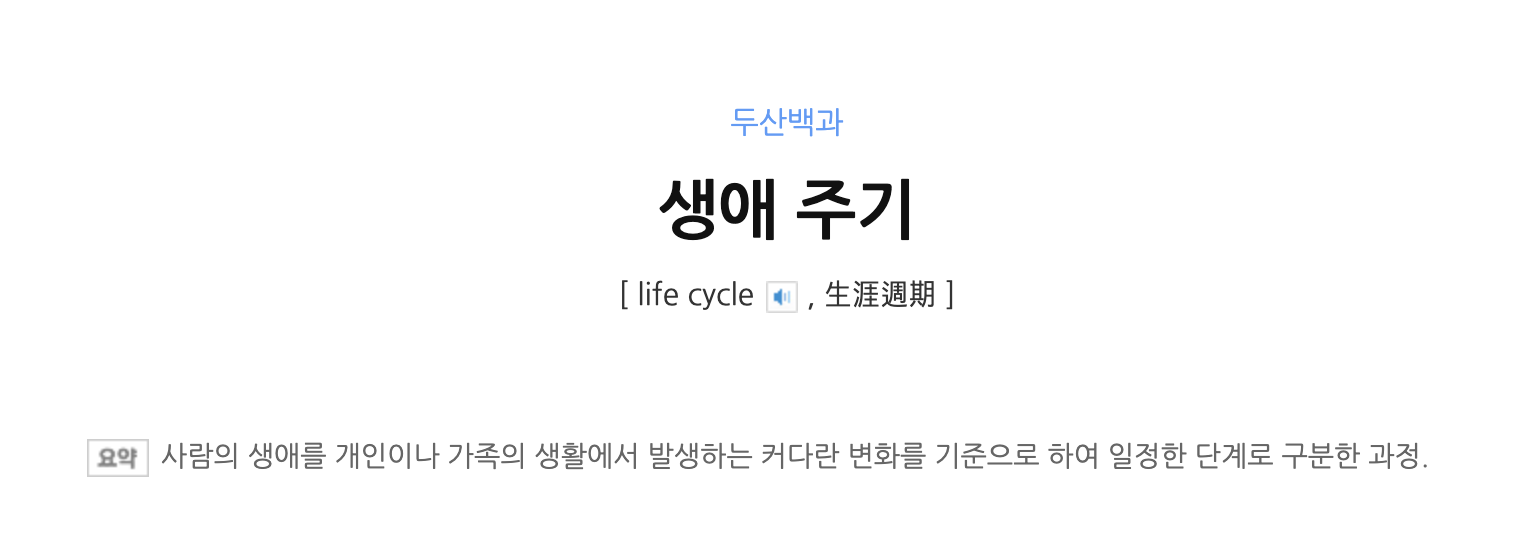 두산백과
생애 주기
[ life cycle , 生涯週期 ]
요약 사람의 생애를 개인이나 가족의 생활에서 발생하는 커다란 변화를 기준으로 하여 일정한 단계로 구분한 과정.